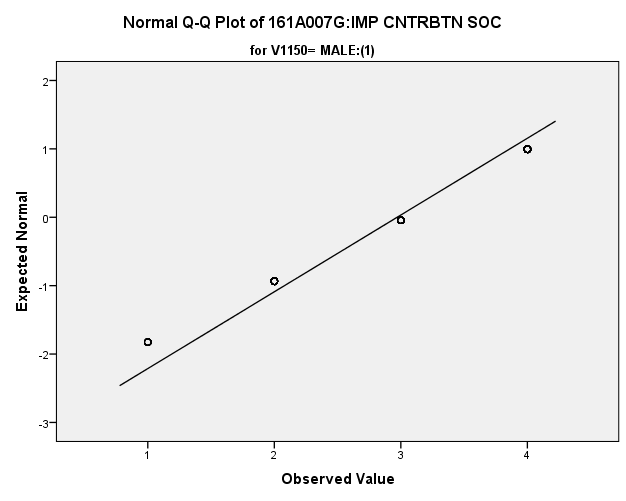 Normal Q-Q Plot of 161A007G:IMP CNTRBTN SOC
for V1150= MALE:(1)
Expected Normal
2
1
0
-1
-2
-3
1 2 3 4
Observed Value